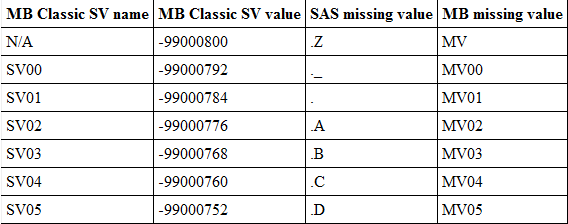 MB Classic SV name MB Classic SV value SAS missing value MB missing value
N/A -99000800 .Z MV
SV00 -99000792 ._ MV00
SV01 -99000784 . MV01
SV02 -99000776 .A MV02
SV03 -99000768 .B MV03
SV04 -99000760 .C MV04
SV05 -99000752 .D MV05